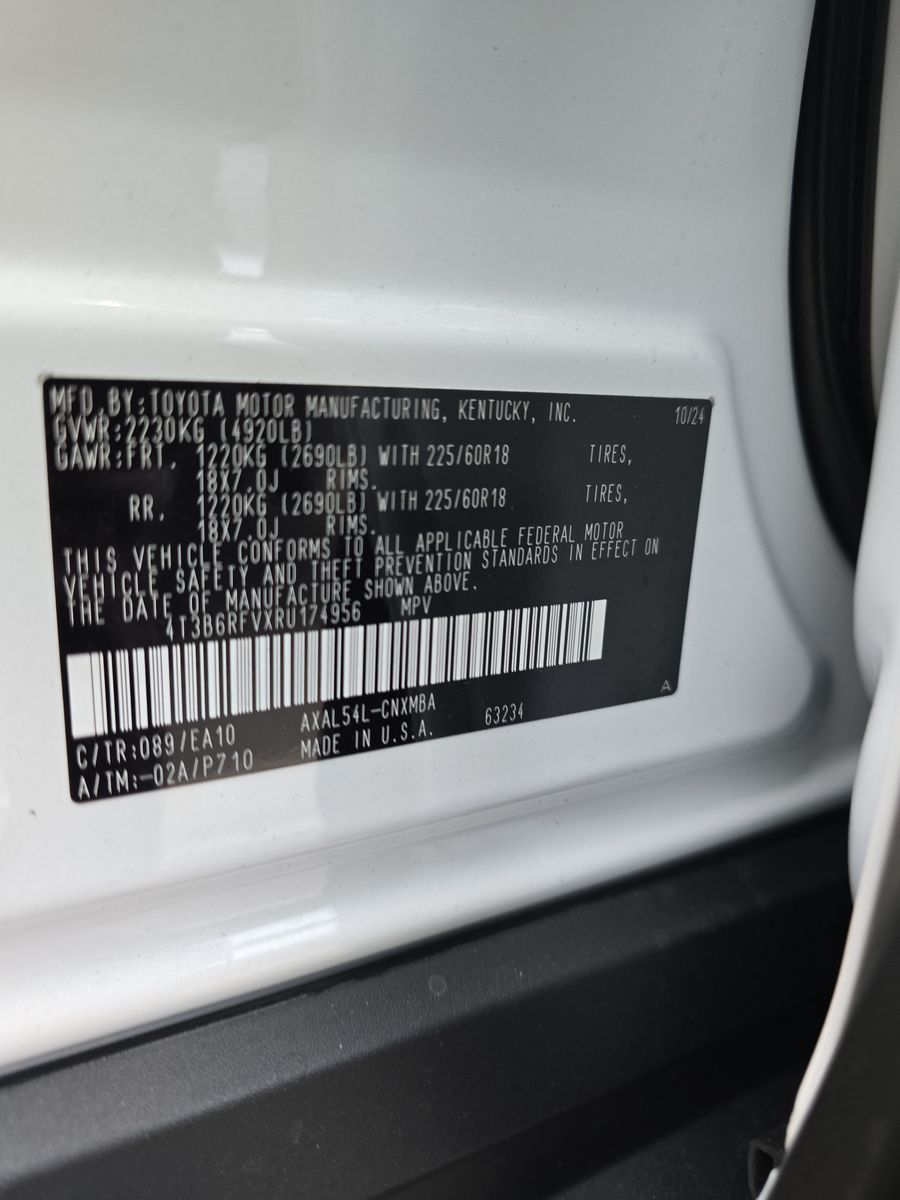 MFD.BY:TOYOTA MOTOR MANUFACTURING, KENTUCKY, INC. 10/24
GVWR:2230KG (4920LB)
GAWR:FRT. 1220KG (2690LB) WITH 225/60R18 TIRES,
18X7.0J RIMS.
RR. 1220KG (2690LB) WITH 225/60R18 TIRES,
18X7.0J RIMS.
THIS VEHICLE CONFORMS TO ALL APPLICABLE FEDERAL MOTOR
VEHICLE SAFETY AND THEFT PREVENTION STANDARDS IN EFFECT ON
THE DATE OF MANUFACTURE SHOWN ABOVE.
4T3B6RFVXRU174956 MPV
A
C/TR:089/EA10 AXAL54L-CNXMBA 63234
A/TM:-02A/P710 MADE IN U.S.A.